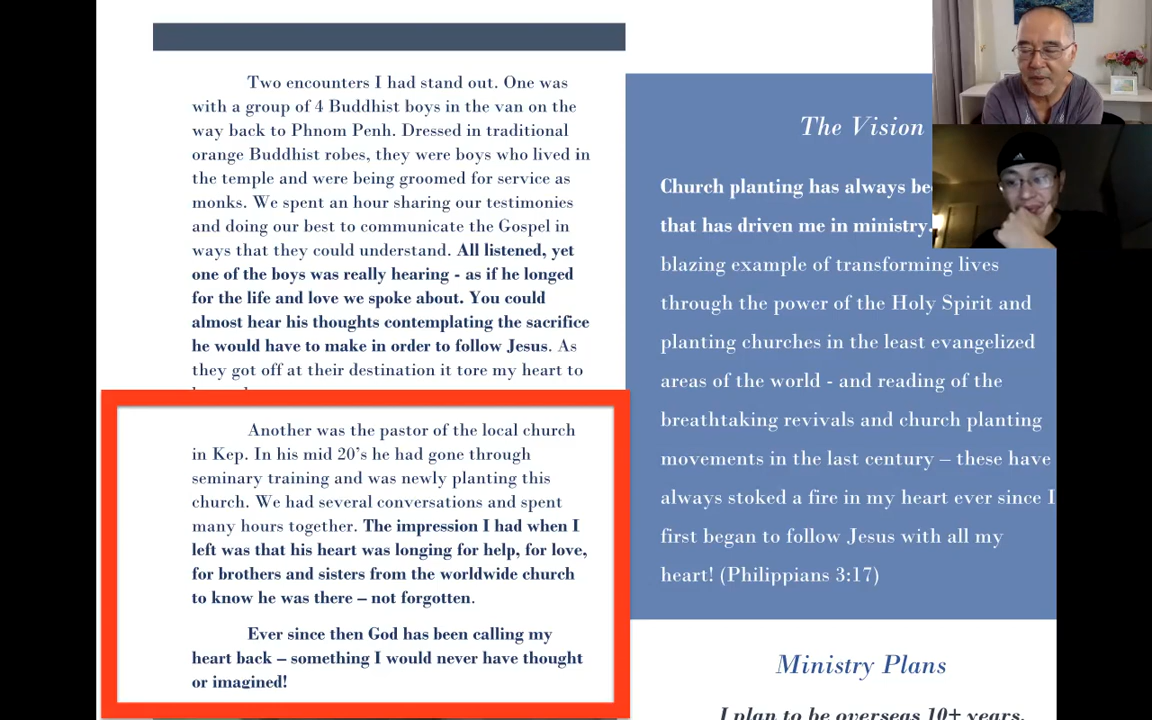 Two encounters I had stand out. One was
with a group of 4 Buddhist boys in the van on the
way back to Phnom Penh. Dressed in traditional
orange Buddhist robes, they were boys who lived in
the temple and were being groomed for service as
monks. We spent an hour sharing our testimonies
and doing our best to communicate the Gospel in
ways that they could understand. All listened, yet
one of the boys was really hearing - as if he longed
for the life and love we spoke about. You could
almost hear his thoughts contemplating the sacrifice
he would have to make in order to follow Jesus. As
they got off at their destination it tore my heart to
Another was the pastor of the local church
in Kep. In his mid 20’s he had gone through
seminary training and was newly planting this
church. We had several conversations and spent
many hours together. The impression I had when I
left was that his heart was longing for help, for love,
for brothers and sisters from the worldwide church
to know he was there – not forgotten.
Ever since then God has been calling my
heart back – something I would never have thought
or imagined!
The Vision
Church planting has always
that has driven me in ministry.
blazing example of transforming lives
through the power of the Holy Spirit and
planting churches in the least evangelized
areas of the world - and reading of the
breathtaking revivals and church planting
movements in the last century – these have
always stoked a fire in my heart ever since I
first began to follow Jesus with all my
heart! (Philippians 3:17)
Ministry Plans
I plan to be overseas 10+ years,